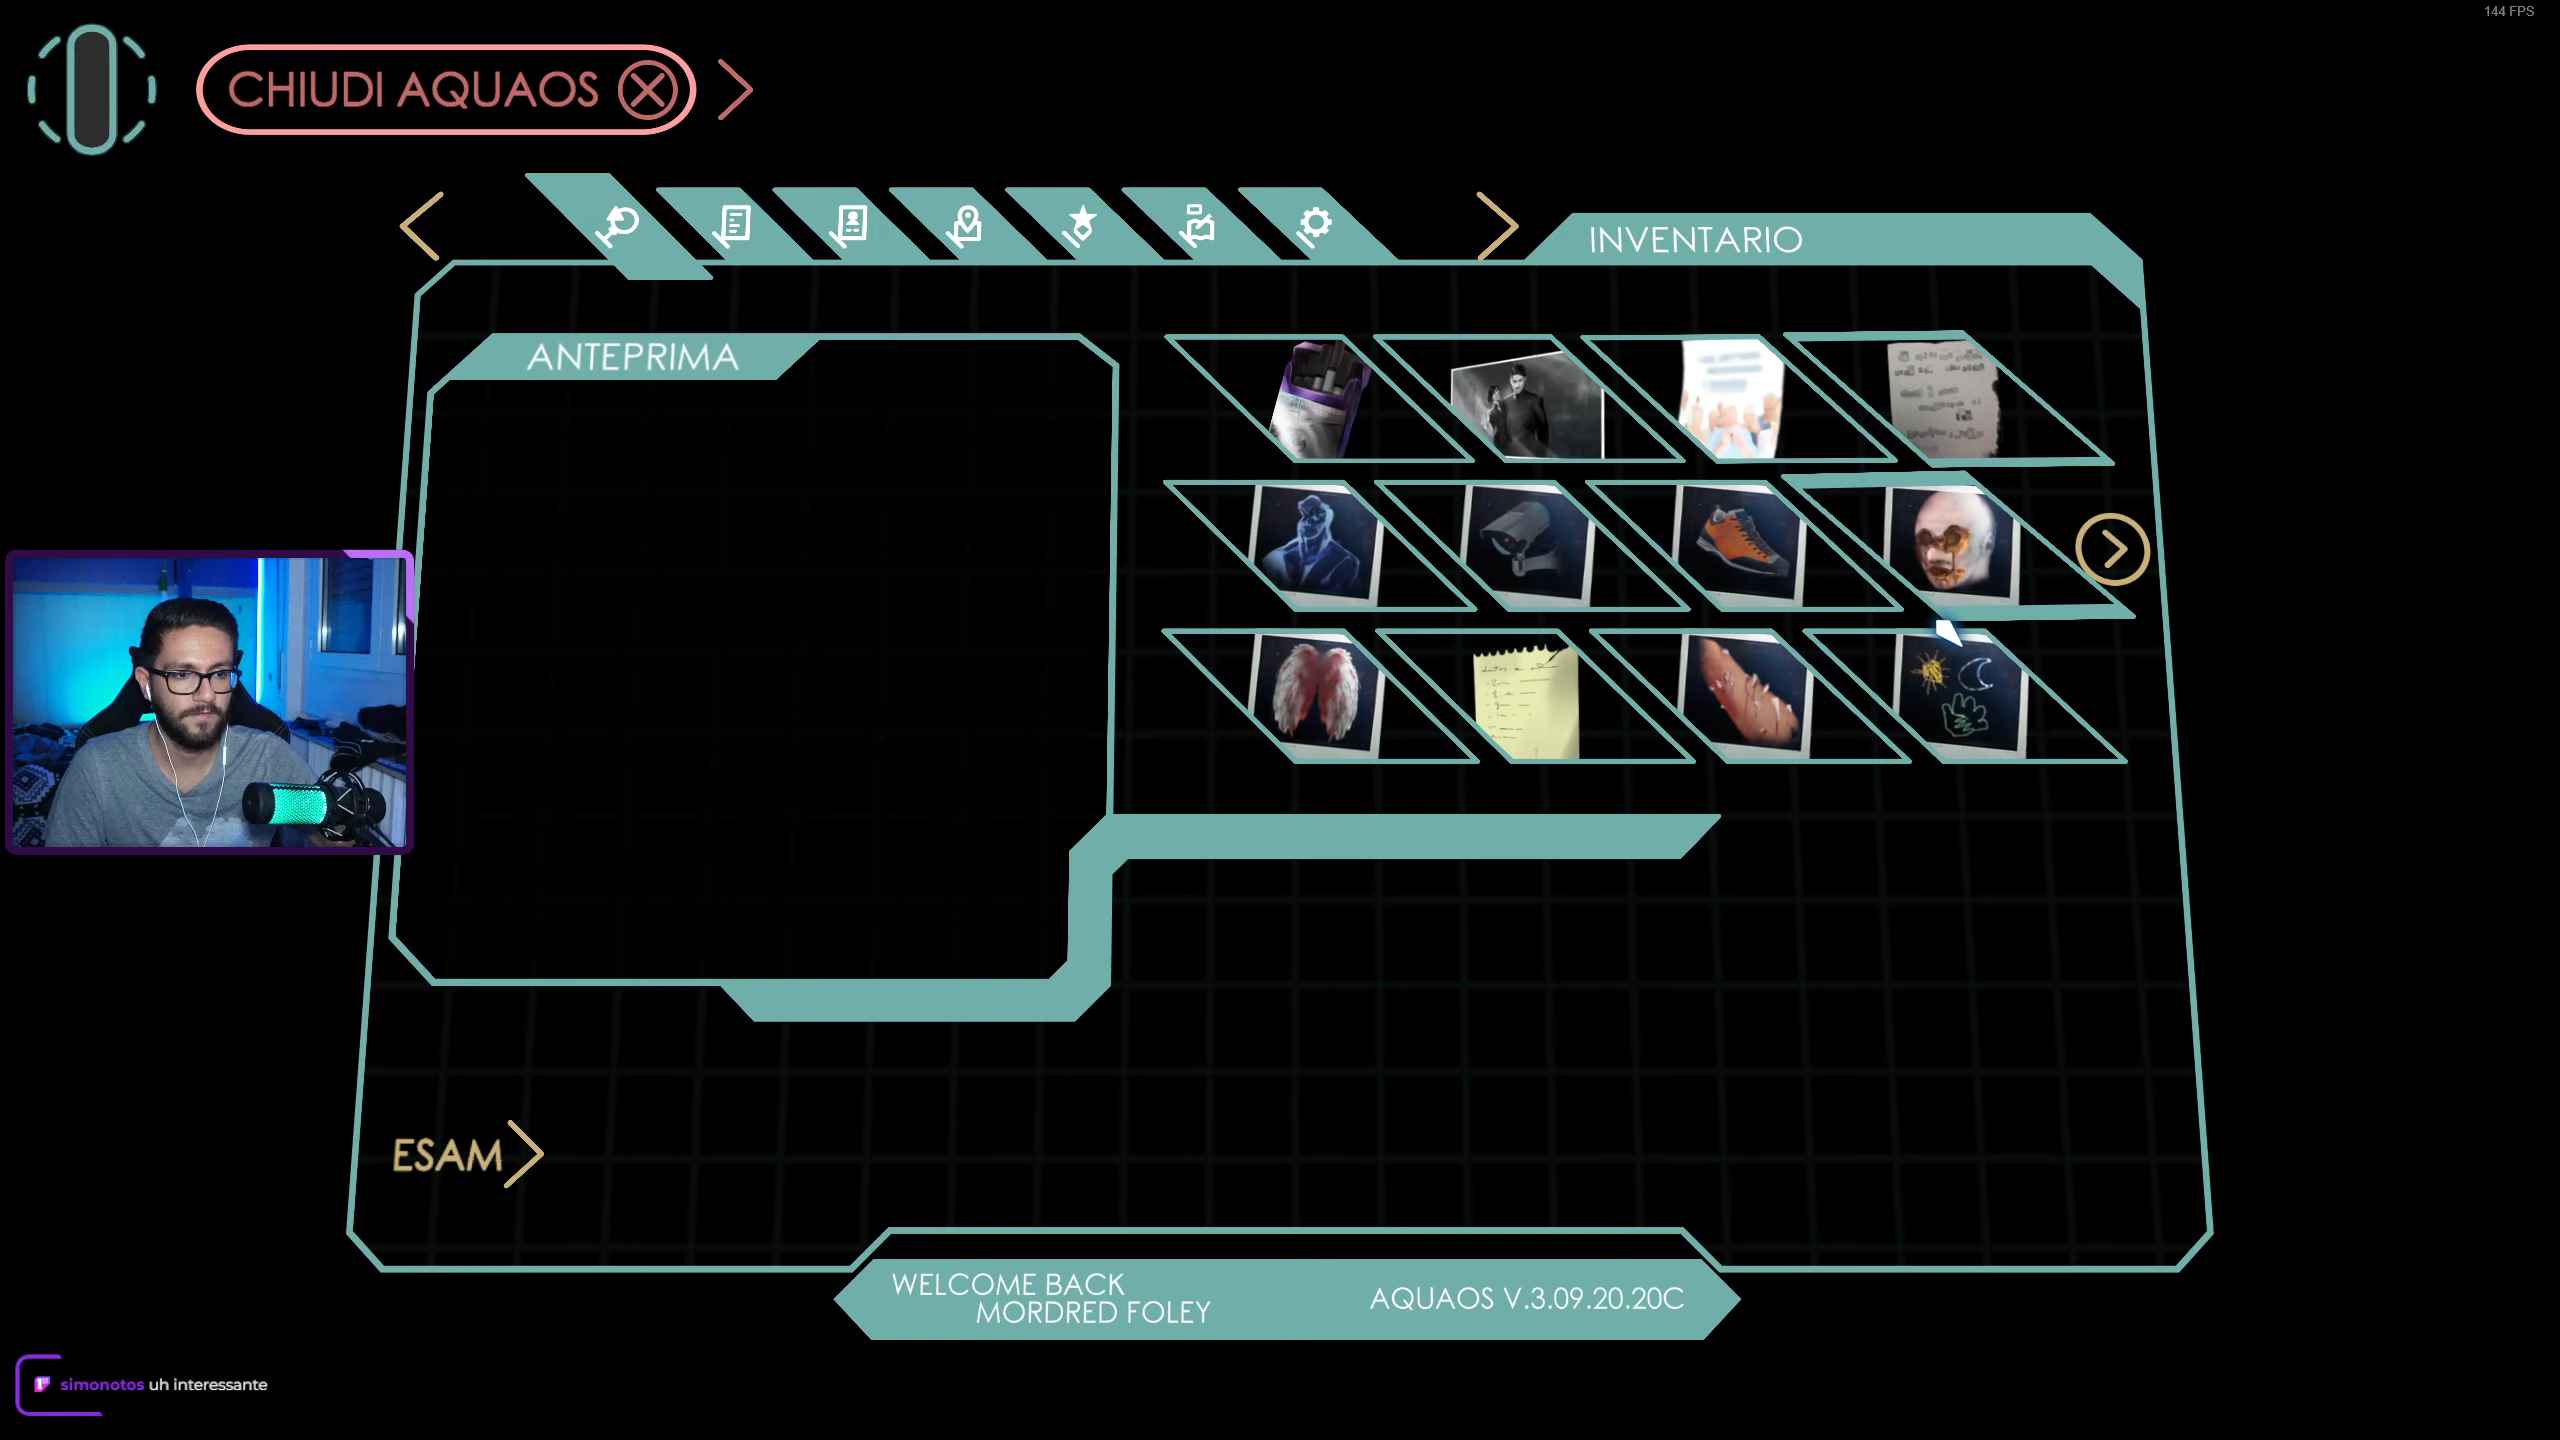 144 FPS
CHIUDI AQUAOS
INVENTARIO
ANTEPRIMA
ESAM
WELCOME BACK
MORDRED FOLEY
AQUAOS V.3.09.20.20C
simonotos uh interessante